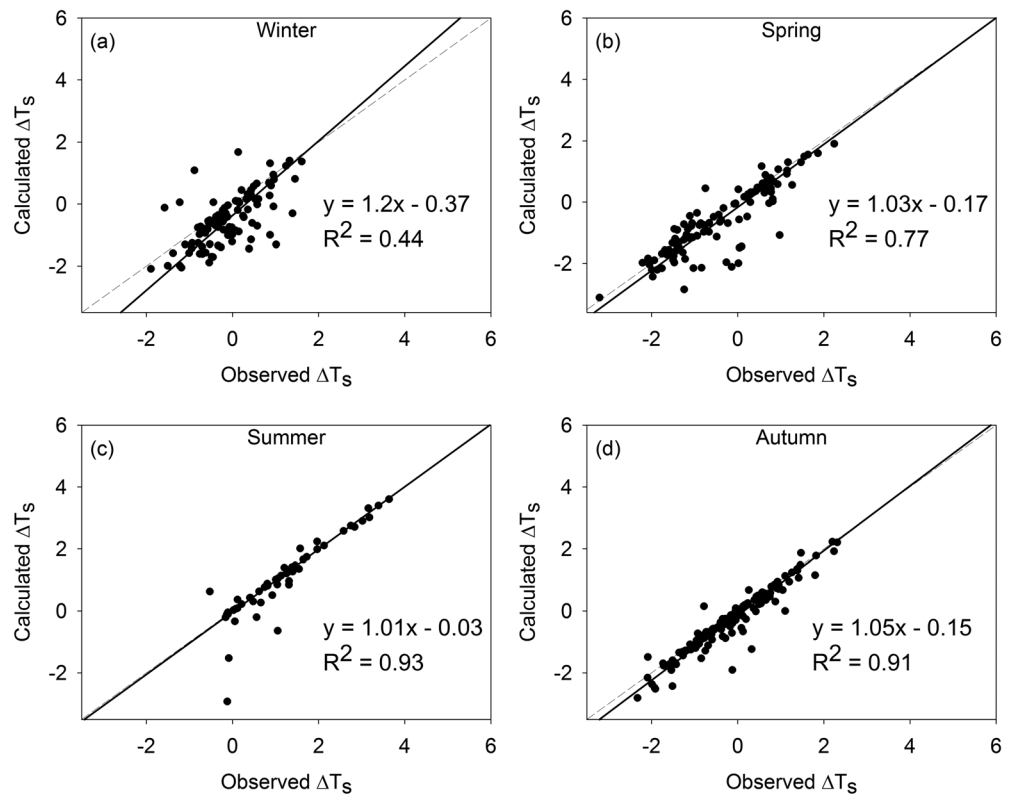 (a)
Winter
6
4
2
0
-2
Calculated ΔTs
y = 1.2x - 0.37
R² = 0.44
-2 0 2 4 6
Observed ΔTs
(b)
Spring
6
4
2
0
-2
Calculated ΔTs
y = 1.03x - 0.17
R² = 0.77
-2 0 2 4 6
Observed ΔTs
(c)
Summer
6
4
2
0
-2
Calculated ΔTs
y = 1.01x - 0.03
R² = 0.93
-2 0 2 4 6
Observed ΔTs
(d)
Autumn
6
4
2
0
-2
Calculated ΔTs
y = 1.05x - 0.15
R² = 0.91
-2 0 2 4 6
Observed ΔTs